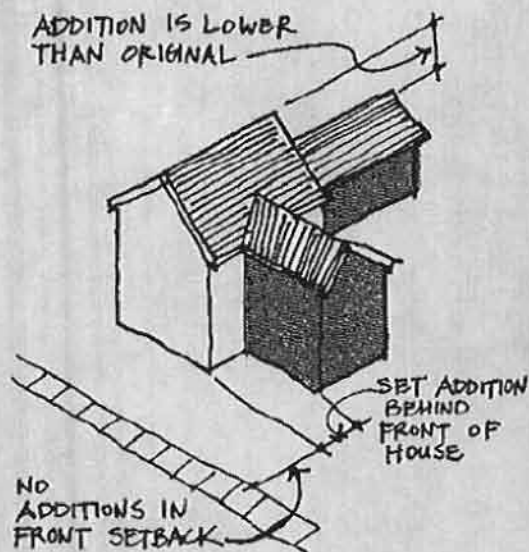 ADDITION IS LOWER
THAN ORIGINAL
SET ADDITION
BEHIND
FRONT OF
HOUSE
NO
ADDITIONS IN
FRONT SETBACK